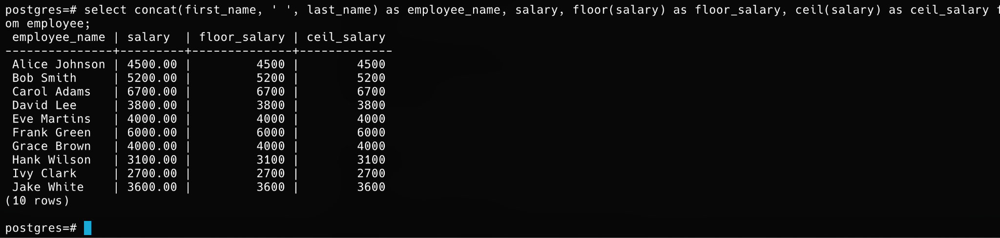 postgres=# select concat(first_name, ' ', last_name) as employee_name, salary, floor(salary) as floor_salary, ceil(salary) as ceil_salary f
om employee;
 employee_name | salary  | floor_salary | ceil_salary
---------------+---------+--------------+-------------
 Alice Johnson | 4500.00 |         4500 |        4500
 Bob Smith     | 5200.00 |         5200 |        5200
 Carol Adams   | 6700.00 |         6700 |        6700
 David Lee     | 3800.00 |         3800 |        3800
 Eve Martins   | 4000.00 |         4000 |        4000
 Frank Green   | 6000.00 |         6000 |        6000
 Grace Brown   | 4000.00 |         4000 |        4000
 Hank Wilson   | 3100.00 |         3100 |        3100
 Ivy Clark     | 2700.00 |         2700 |        2700
 Jake White    | 3600.00 |         3600 |        3600
(10 rows)
postgres=#